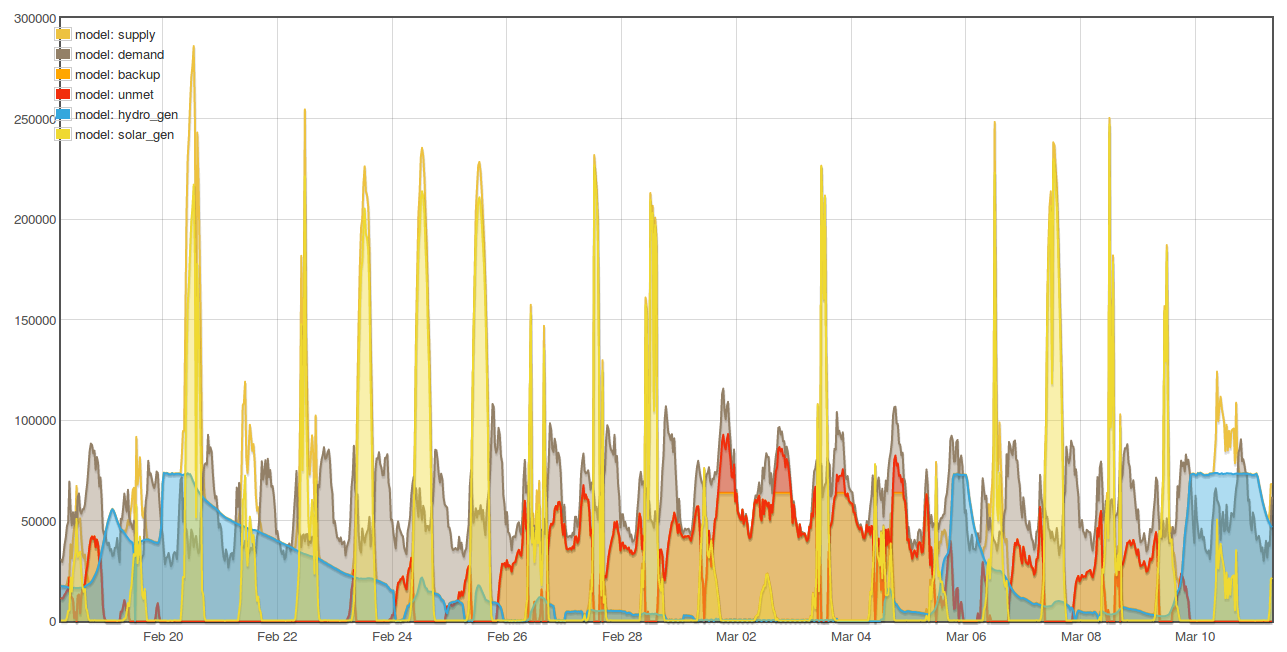 300000
model: supply
model: demand
model: backup
model: unmet
250000
model: hydro_gen
model: solar_gen
200000
150000
100000
50000
0
Feb 20 Feb 22 Feb 24 Feb 26 Feb 28 Mar 02 Mar 04 Mar 06 Mar 08 Mar 10